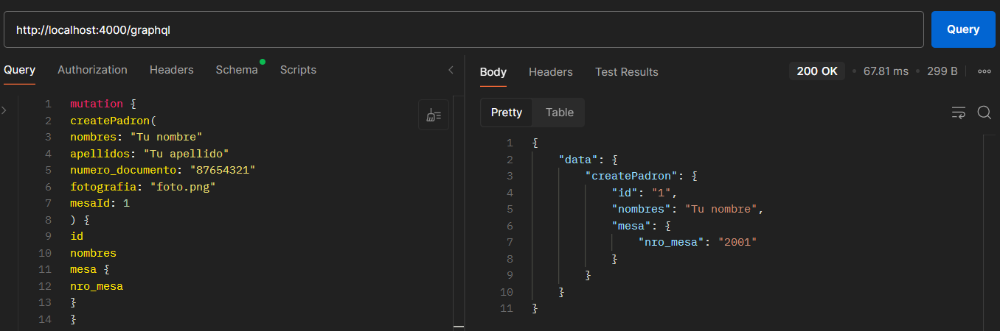 http://localhost:4000/graphql
Query
Query Authorization Headers Schema Scripts
Body Headers Test Results 200 OK 67.81 ms 299 B
Pretty Table
1 mutation {
2 createPadron(
3 nombres: "Tu nombre"
4 apellidos: "Tu apellido"
5 numero_documento: "87654321"
6 fotografia: "foto.png"
7 mesaId: 1
8 ) {
9 id
10 nombres
11 mesa {
12 nro_mesa
13 }
14 }
1 {
2 "data": {
3 "createPadron": {
4 "id": "1",
5 "nombres": "Tu nombre",
6 "mesa": {
7 "nro_mesa": "2001"
8 }
9 }
10 }
11 }